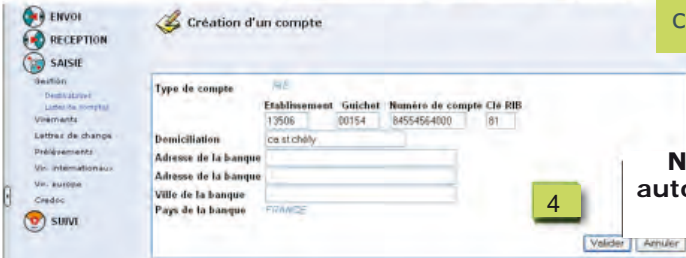 ENVOI
RECEPTION
SAISIE
Gestion
Destinataires
Listes de comptes
Virements
Lettres de change
Prélèvements
Vir. internationaux
Vir. europe
Credoc
SUIVI
Création d'un compte
C
Type de compte RIB
Etablissement Guichet Numéro de compte Clé RIB
13506 00154 84554564000 81
Domiciliation ca st chély
Adresse de la banque
Adresse de la banque
Ville de la banque
Pays de la banque FRANCE
4
N
auto
Valider Annuler